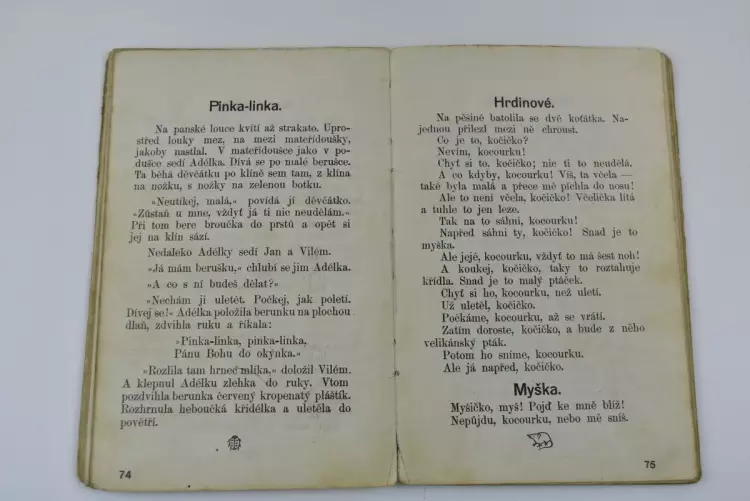 Pinka-linka.
Na panské louce kvítí až strakato. Upro-
střed louky mez, na mezi mateřídoušky,
jakoby nastlal. V mateřídoušce jako v po-
dušce sedí Adélka. Dívá se po malé berušce.
Ta běhá děvčátku po klíně sem tam, z klína
na nožku, s nožky na zelenou botku.
»Neutíkej, malá,« povídá jí děvčátko.
»Zůstaň u mne, vždyť já ti nic neudělám.«
Při tom bere broučka do prstů a opět si
jej na klín sází.
Nedaleko Adélky sedí Jan a Vilém.
»Já mám berušku,« chlubí se jim Adélka.
»A co s ní budeš dělat?«
»Nechám ji uletět. Počkej, jak poletí.
Dívej se!« Adélka položila berunku na plochou
dlaň, zdvihla ruku a říkala:
»Pinka-linka, pinka-linka,
Pánu Bohu do okýnka.«
»Rozlila tam hrnec mlíka,« doložil Vilém.
A klepnul Adélku zlehka do ruky. Vtom
pozdvihla berunka červený kropenatý pláštík.
Rozhrnula heboučká křidélka a uletěla do
povětří.
74
Hrdinové.
Na pěšině batolila se dvě koťátka. Na-
jednou přilezl mezi ně chroust.
Co je to, kočičko?
Nevím, kocourku!
Chyť si to, kočičko; nic ti to neudělá.
A co kdyby, kocourku! Víš, ta včela —
také byla malá a přece mě píchla do nosu!
Ale to není včela, kočičko! Včelička lítá
a tuhle to jen leze.
Tak na to sáhni, kocourku!
Napřed sáhni ty, kočičko! Snad je to
myška.
Ale jejé, kocourku, vždyť to má šest noh!
A koukej, kočičko, taky to roztahuje
křídla. Snad je to malý ptáček.
Chyť si ho, kocourku, než uletí.
Už uletěl, kočičko.
Počkáme, kocourku, až se vrátí.
Zatím doroste, kočičko, a bude z něho
velikánský pták.
Potom ho sníme, kocourku.
Ale já napřed, kočičko.
Myška.
Myšičko, myš! Pojď ke mně blíž!
Nepůjdu, kocourku, nebo mě sníš.
75